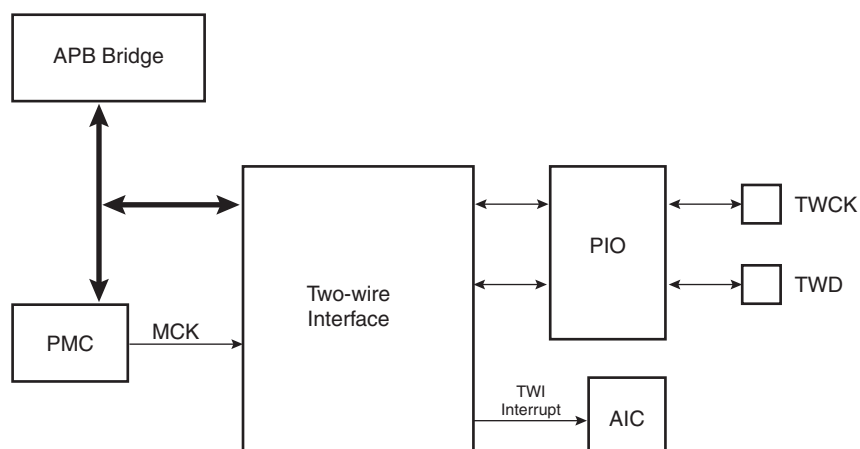 APB Bridge
TWCK
PIO
TWD
Two-wire
Interface
PMC
MCK
TWI
Interrupt
AIC